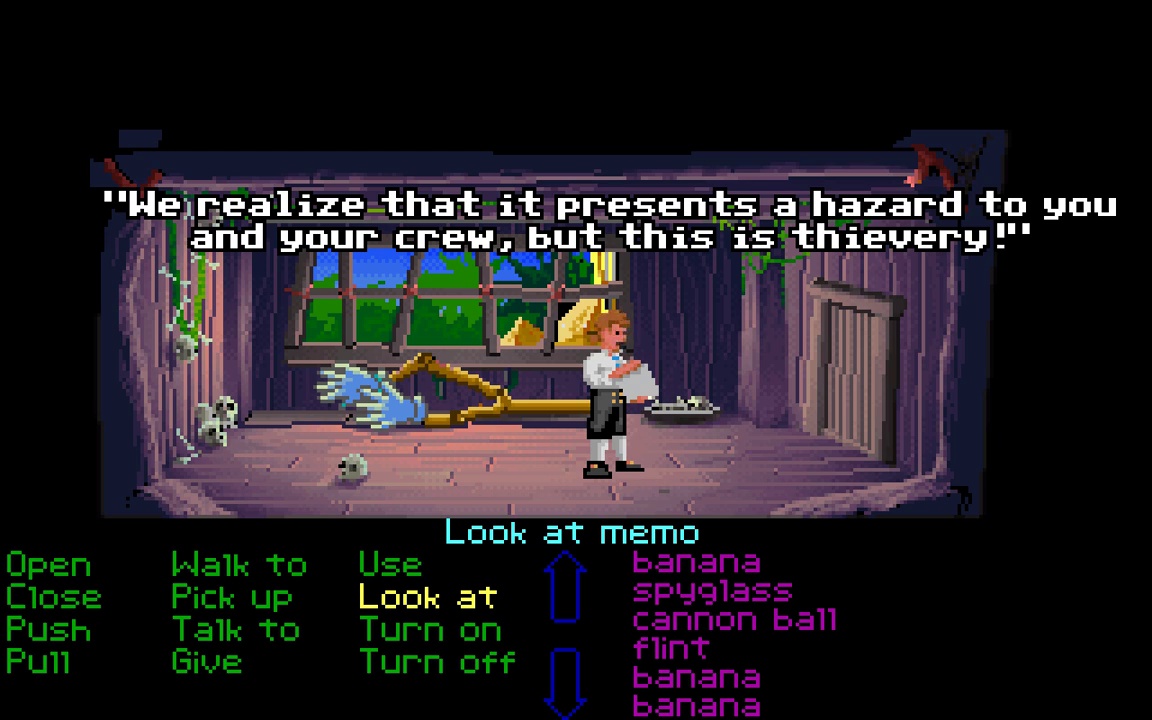 "We realize that it presents a hazard to you
and your crew, but this is thievery!"
Look at memo
Open Walk to Use
Close Pick up Look at
Push Talk to Turn on
Pull Give Turn off
banana
spyglass
cannon ball
flint
banana
banana